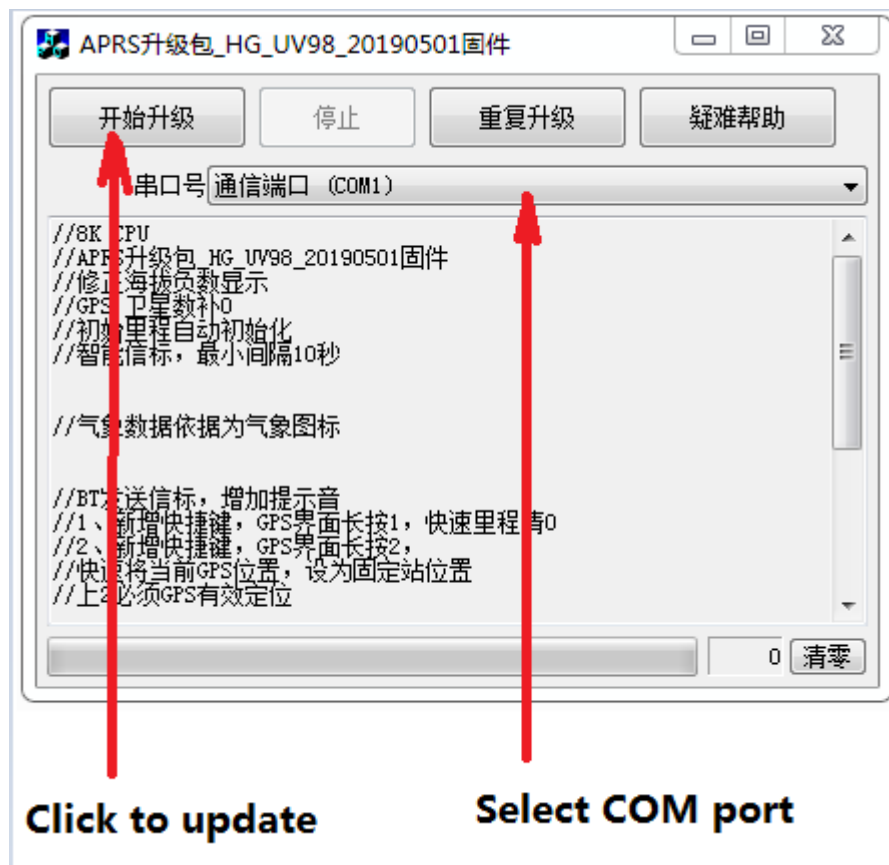 APRS升级包_HG_UV98_20190501固件
开始升级 停止 重复升级 疑难帮助
串口号 通信端口 (COM1)
//8K CPU
//APRS升级包_HG_UV98_20190501固件
//修正海拔负数显示
//GPS 卫星数补0
//初始里程自动初始化
//智能信标，最小间隔10秒
//气象数据依据为气象图标
//BT发送信标，增加提示音
//1、新增快捷键，GPS界面长按1，快速里程清0
//2、新增快捷键，GPS界面长按2，
//快速将当前GPS位置，设为固定站位置
//上2必须GPS有效定位
0 清零
Click to update
Select COM port